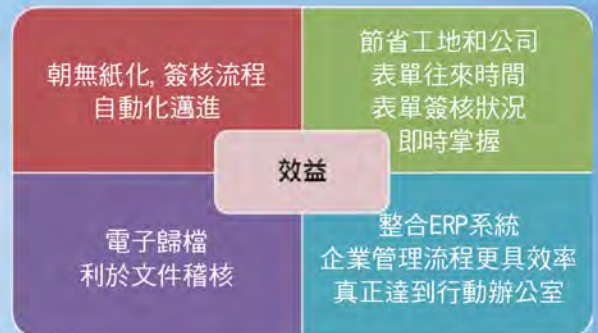 朝無紙化, 簽核流程
自動化邁進
節省工地和公司
表單往來時間
表單簽核狀況
即時掌握
效益
電子歸檔
利於文件稽核
整合ERP系統
企業管理流程更具效率
真正達到行動辦公室